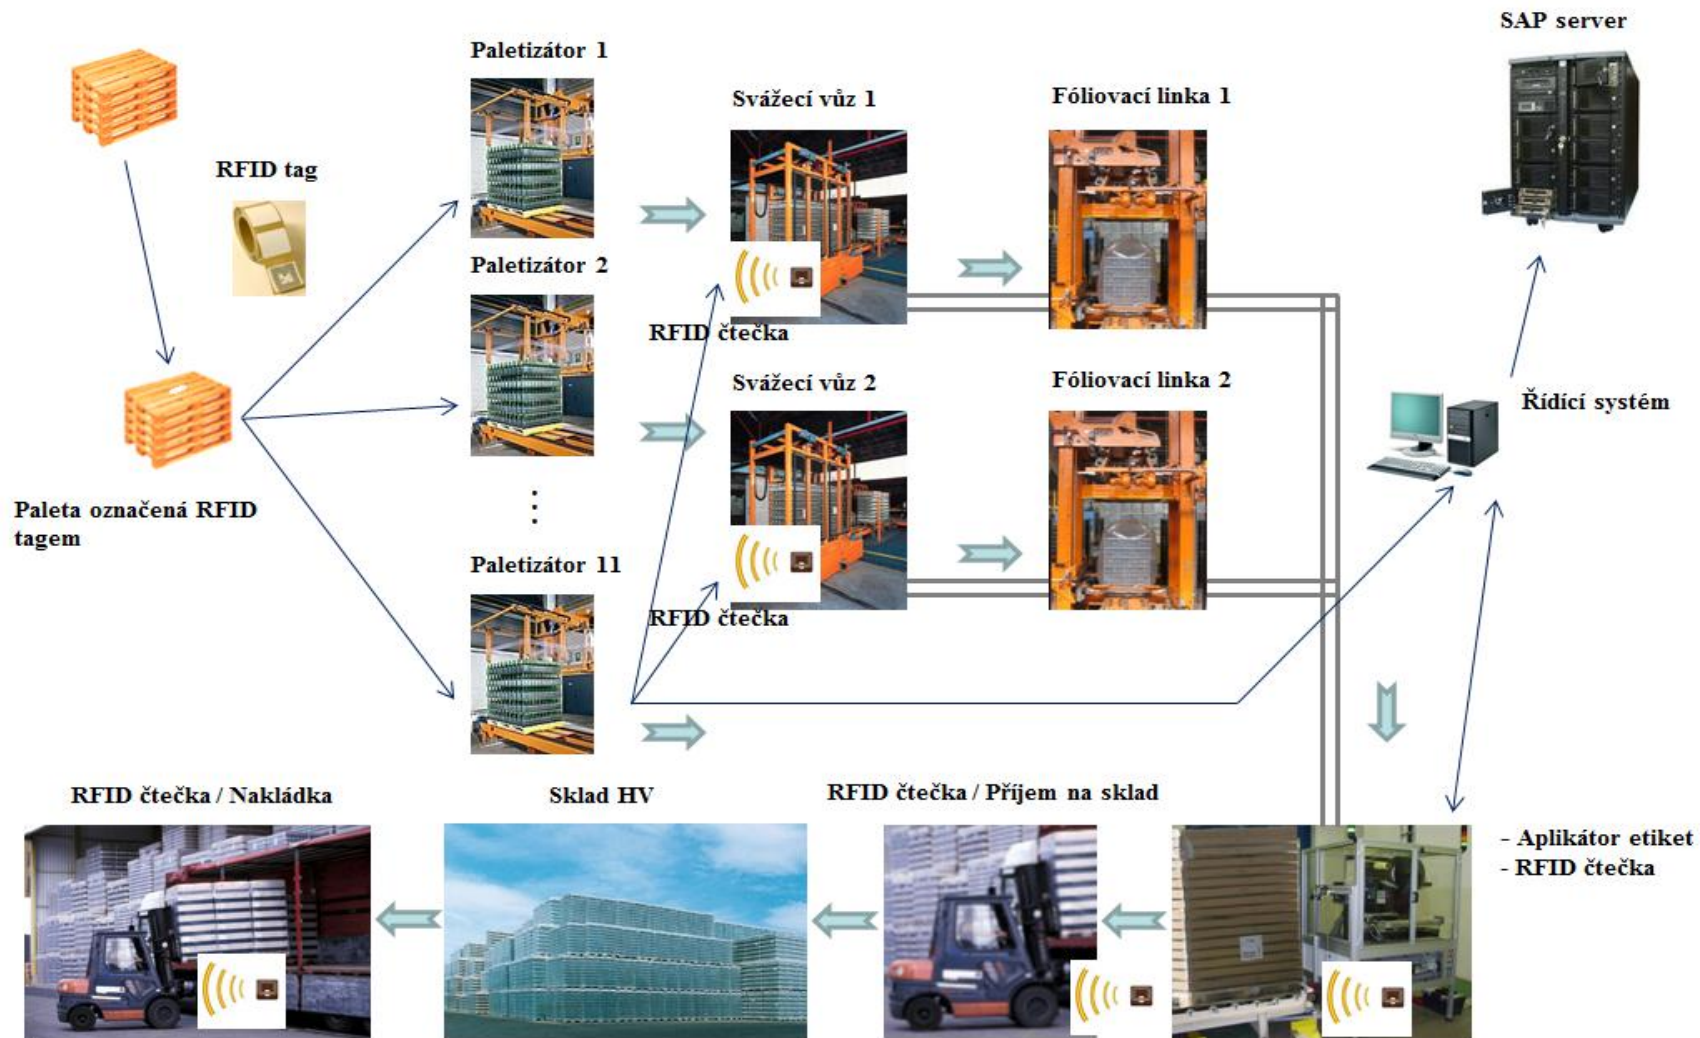 SAP server
Paletizátor 1
Svážecí vůz 1
Fóliovací linka 1
RFID tag
Paletizátor 2
RFID čtečka
Svážecí vůz 2
Fóliovací linka 2
Řídící systém
Paleta označená RFID
tagem
Paletizátor 11
RFID čtečka
RFID čtečka / Nakládka
Sklad HV
RFID čtečka / Příjem na sklad
- Aplikátor etiket
- RFID čtečka